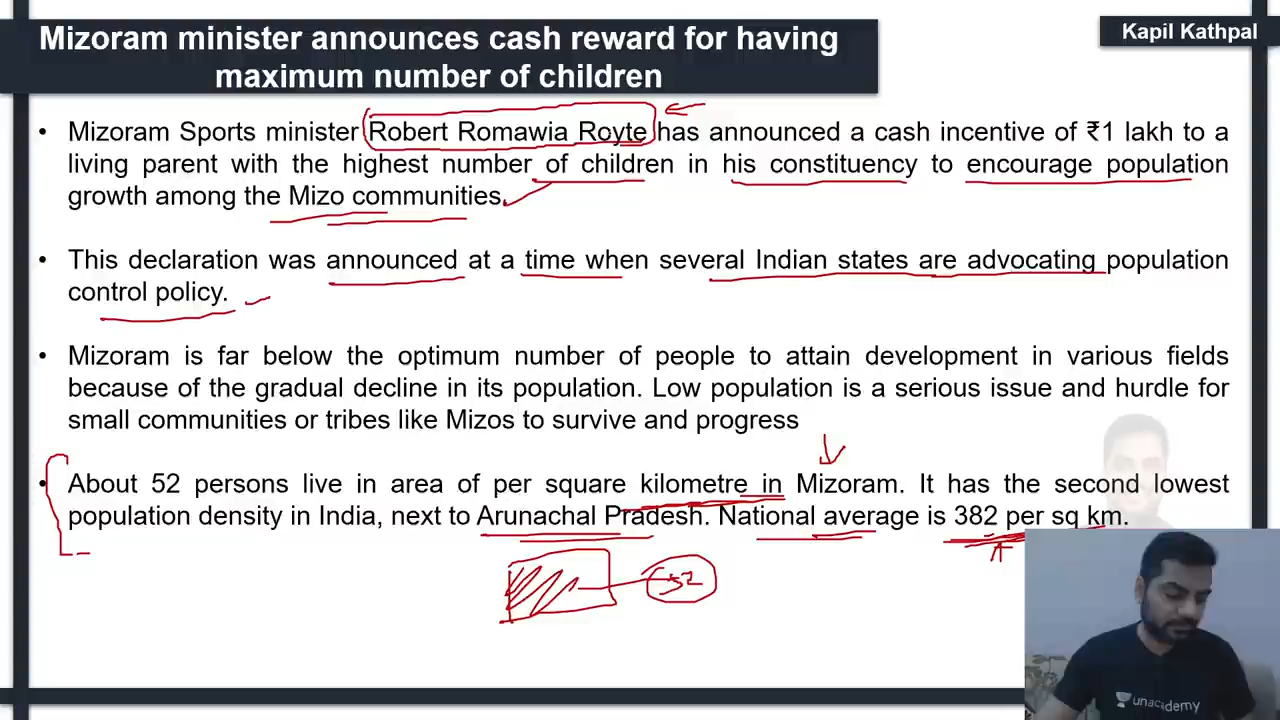 Mizoram minister announces cash reward for having
maximum number of children
Kapil Kathpal
• Mizoram Sports minister Robert Romawia Royte has announced a cash incentive of ₹1 lakh to a
living parent with the highest number of children in his constituency to encourage population
growth among the Mizo communities.
• This declaration was announced at a time when several Indian states are advocating population
control policy.
• Mizoram is far below the optimum number of people to attain development in various fields
because of the gradual decline in its population. Low population is a serious issue and hurdle for
small communities or tribes like Mizos to survive and progress
• About 52 persons live in area of per square kilometre in Mizoram. It has the second lowest
population density in India, next to Arunachal Pradesh. National average is 382 per sq km.
52
unacademy